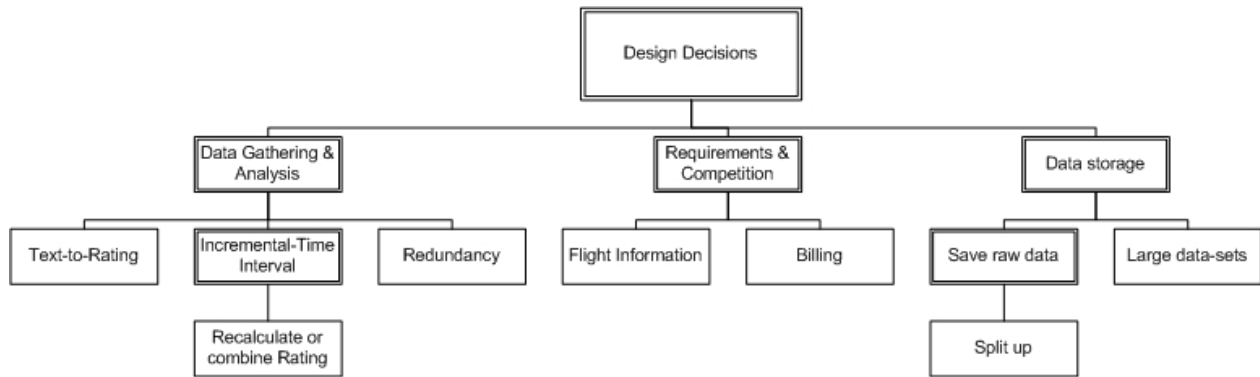 Design Decisions
Data Gathering &
Analysis
Requirements &
Competition
Data storage
Text-to-Rating
Incremental-Time
Interval
Redundancy
Flight Information
Billing
Save raw data
Large data-sets
Recalculate or
combine Rating
Split up